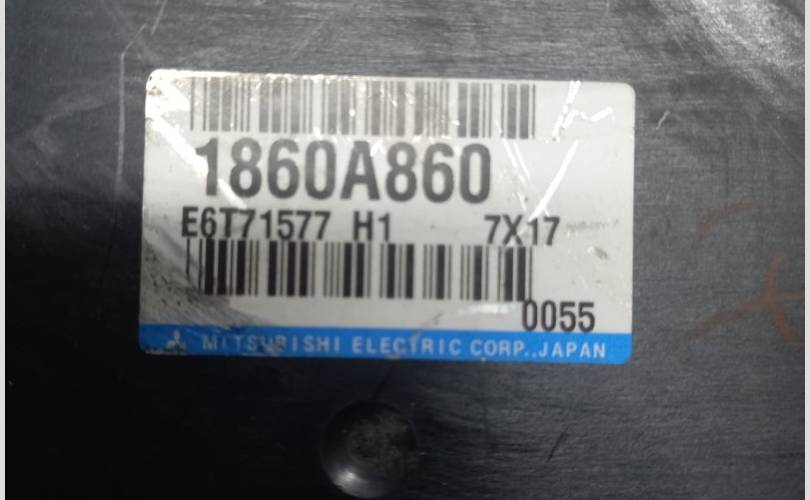 1860A860
E6T71577 H1 7X17
0055
MITSUBISHI ELECTRIC CORP., JAPAN